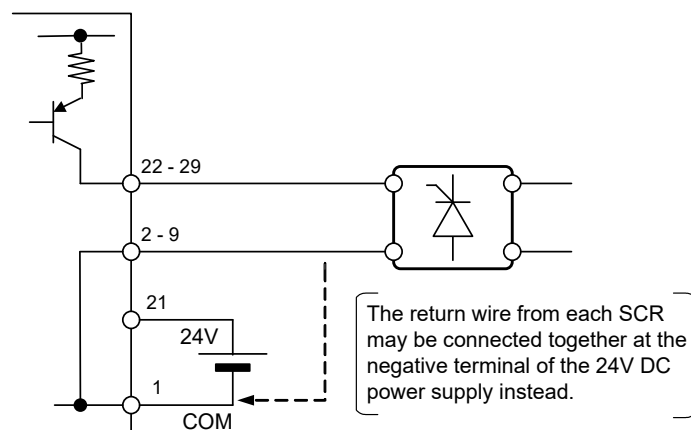 22 - 29
2 - 9
21
24V
1
COM
The return wire from each SCR
may be connected together at the
negative terminal of the 24V DC
power supply instead.